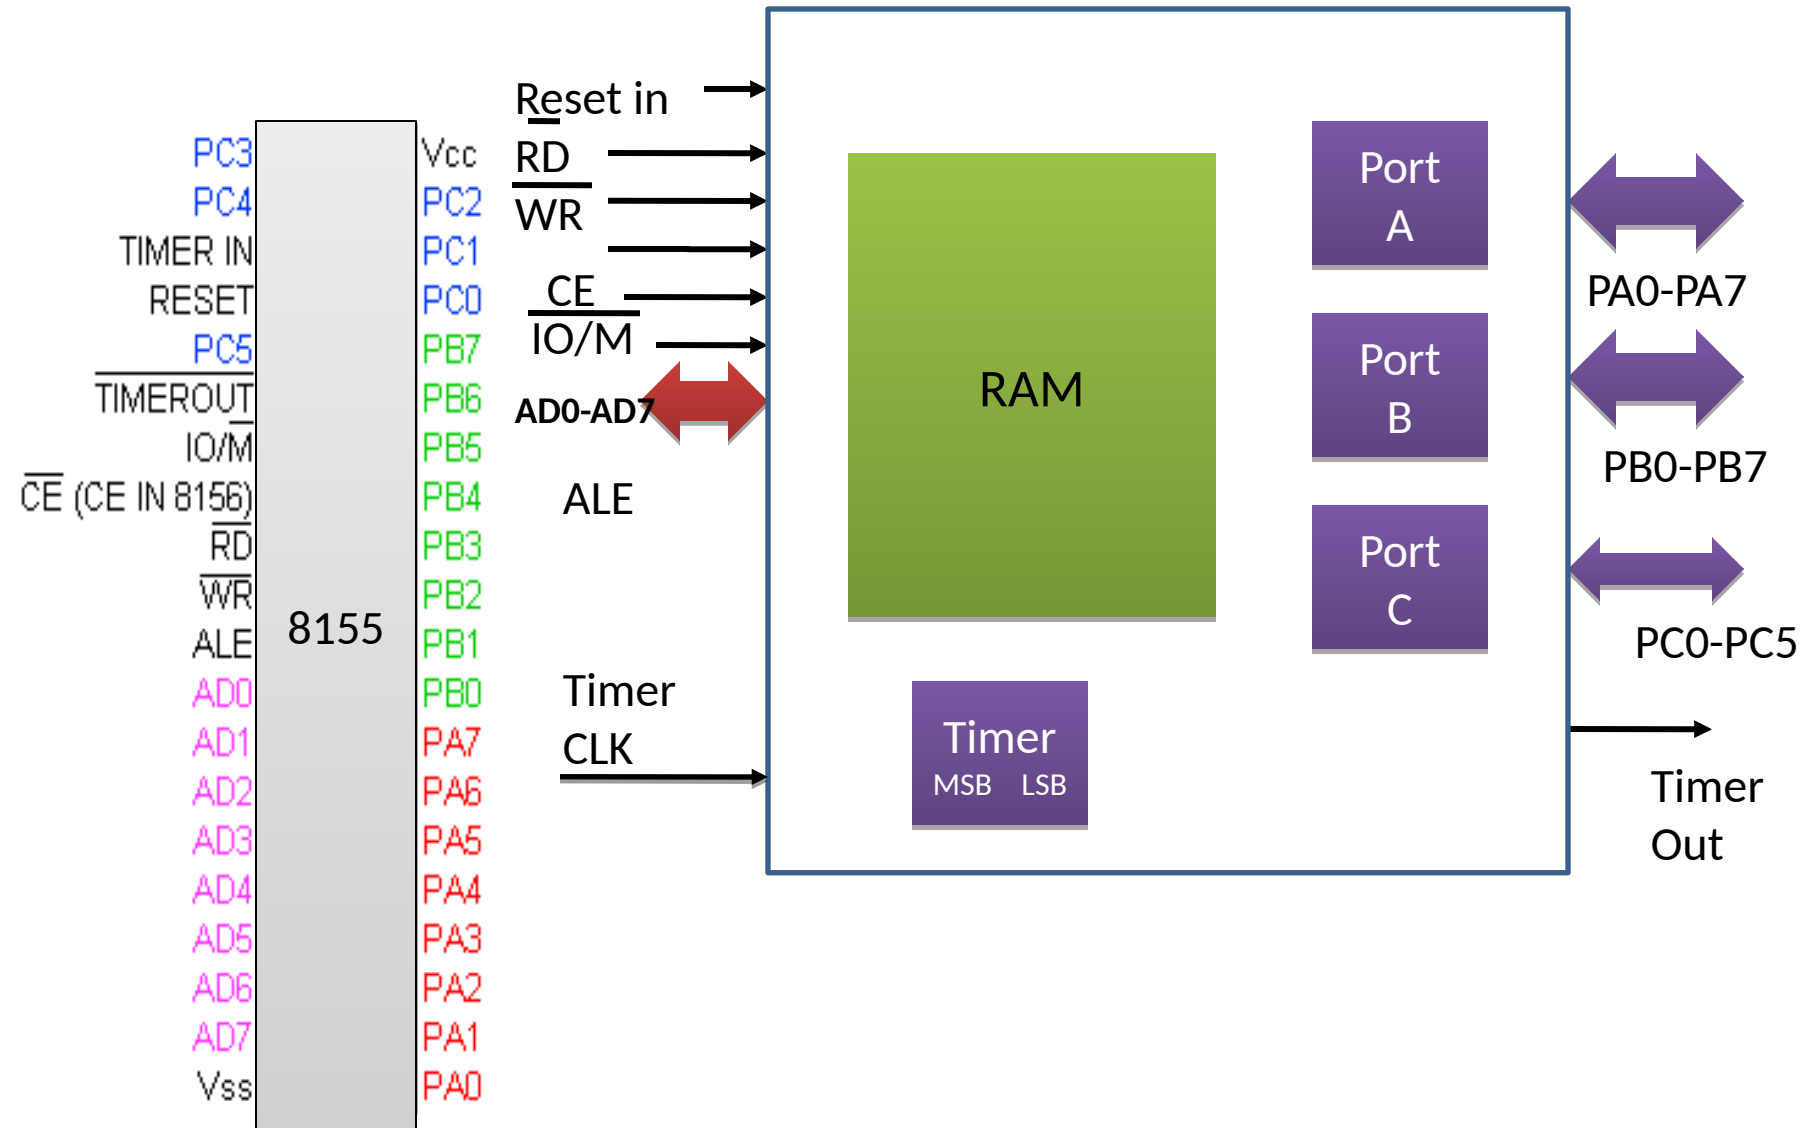 PC3
PC4
TIMER IN
RESET
PC5
TIMEROUT
IO/M
CE (CE IN 8156)
RD
WR
ALE
AD0
AD1
AD2
AD3
AD4
AD5
AD6
AD7
Vss
8155
Vcc
PC2
PC1
PC0
PB7
PB6
PB5
PB4
PB3
PB2
PB1
PB0
PA7
PA6
PA5
PA4
PA3
PA2
PA1
PA0
Reset in
RD
WR
CE
IO/M
AD0-AD7
ALE
Timer
CLK
RAM
Timer
MSB LSB
Port
A
Port
B
Port
C
PA0-PA7
PB0-PB7
PC0-PC5
Timer
Out